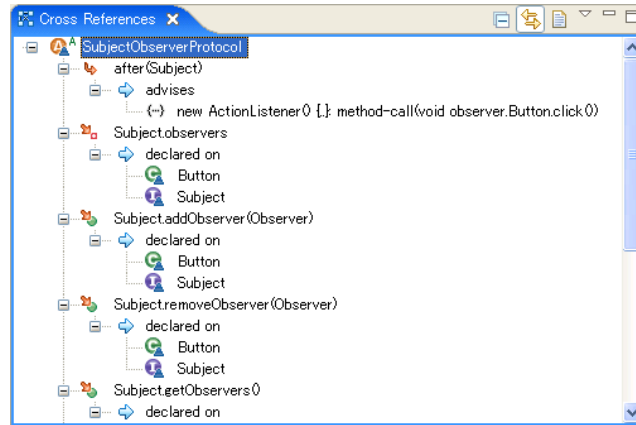 Cross References
A
SubjectObserverProtocol
after(Subject)
advises
new ActionListener() {..}: method-call(void observer.Button.click())
Subject.observers
declared on
Button
Subject
Subject.addObserver(Observer)
declared on
Button
Subject
Subject.removeObserver(Observer)
declared on
Button
Subject
Subject.getObservers()
declared on